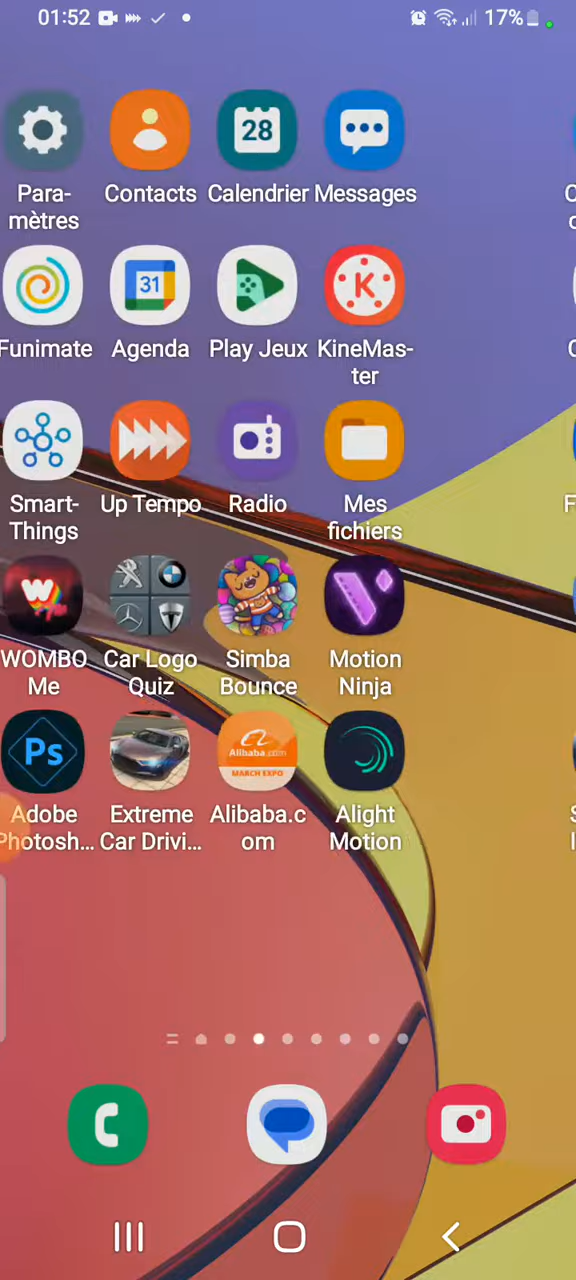 01:52
17%
28
Para-
mètres
Contacts
Calendrier
Messages
31
K
Funimate
Agenda
Play Jeux
KineMas-
ter
Smart-
Things
Up Tempo
Radio
Mes
fichiers
W
WOMBO
Me
Car Logo
Quiz
Simba
Bounce
Motion
Ninja
Ps
Alibaba.com
MARCH EXPO
Adobe
Photosh...
Extreme
Car Drivi...
Alibaba.c
om
Alight
Motion